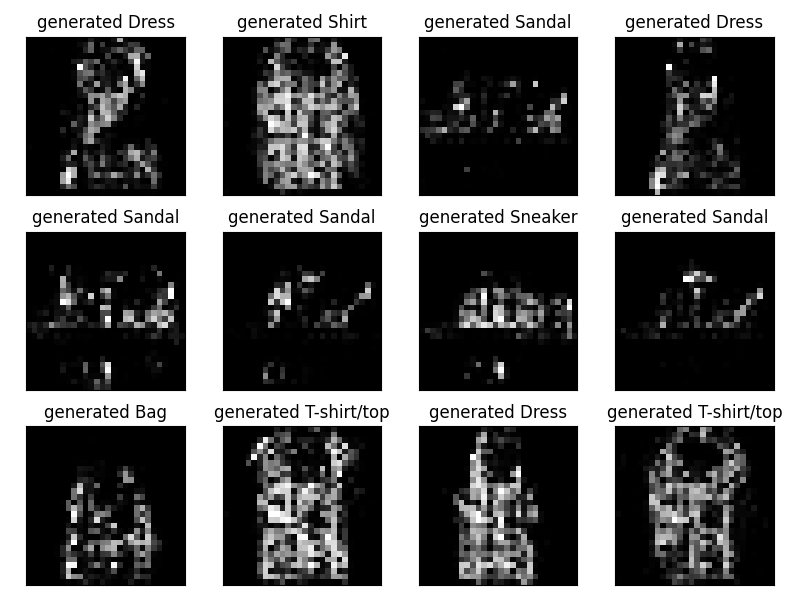 generated Dress
generated Shirt
generated Sandal
generated Dress
generated Sandal
generated Sandal
generated Sneaker
generated Sandal
generated Bag
generated T-shirt/top
generated Dress
generated T-shirt/top